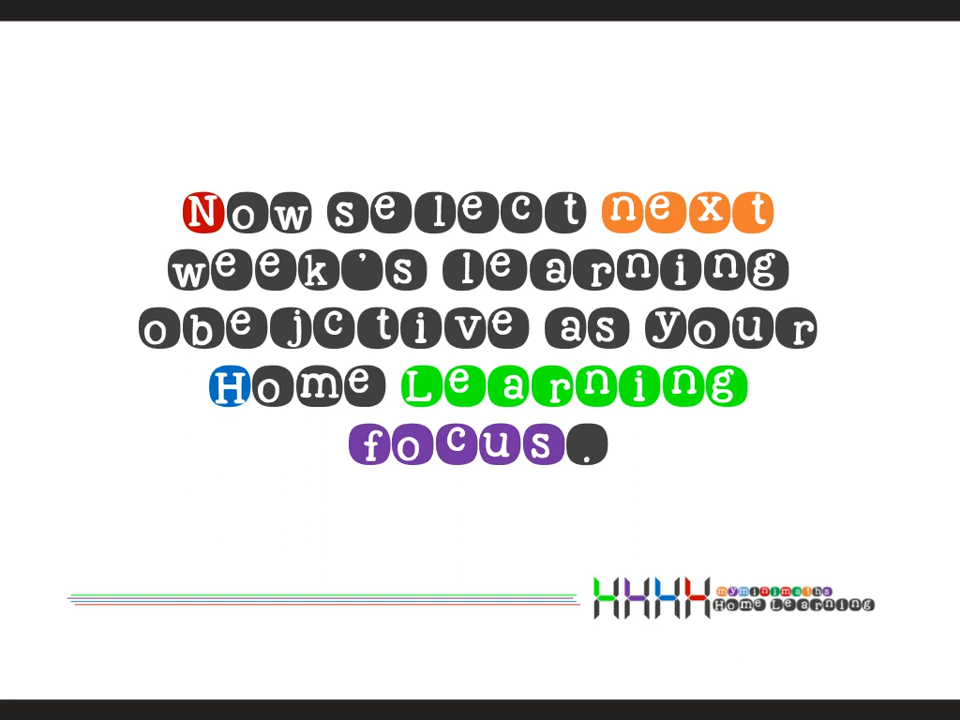 Now select next
week's learning
obejctive as your
Home Learning
focus.
myminimaths
Home Learning